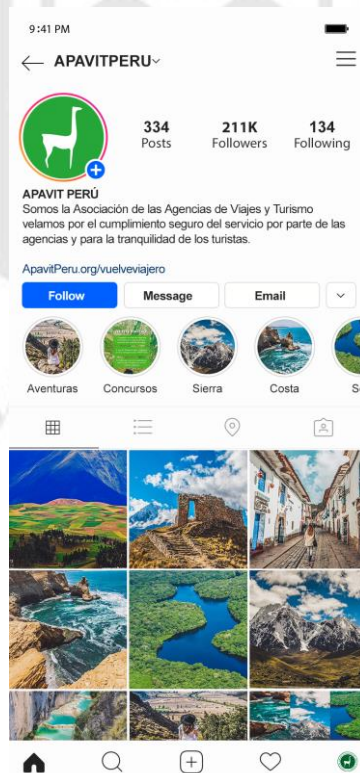 9:41 PM
APAVITPERU
334 211K 134
Posts Followers Following
APAVIT PERÚ
Somos la Asociación de las Agencias de Viajes y Turismo
velamos por el cumplimiento seguro del servicio por parte de las
agencias y para la tranquilidad de los turistas.
ApavitPeru.org/vuelveviajero
Follow Message Email
Aventuras Concursos Sierra Costa